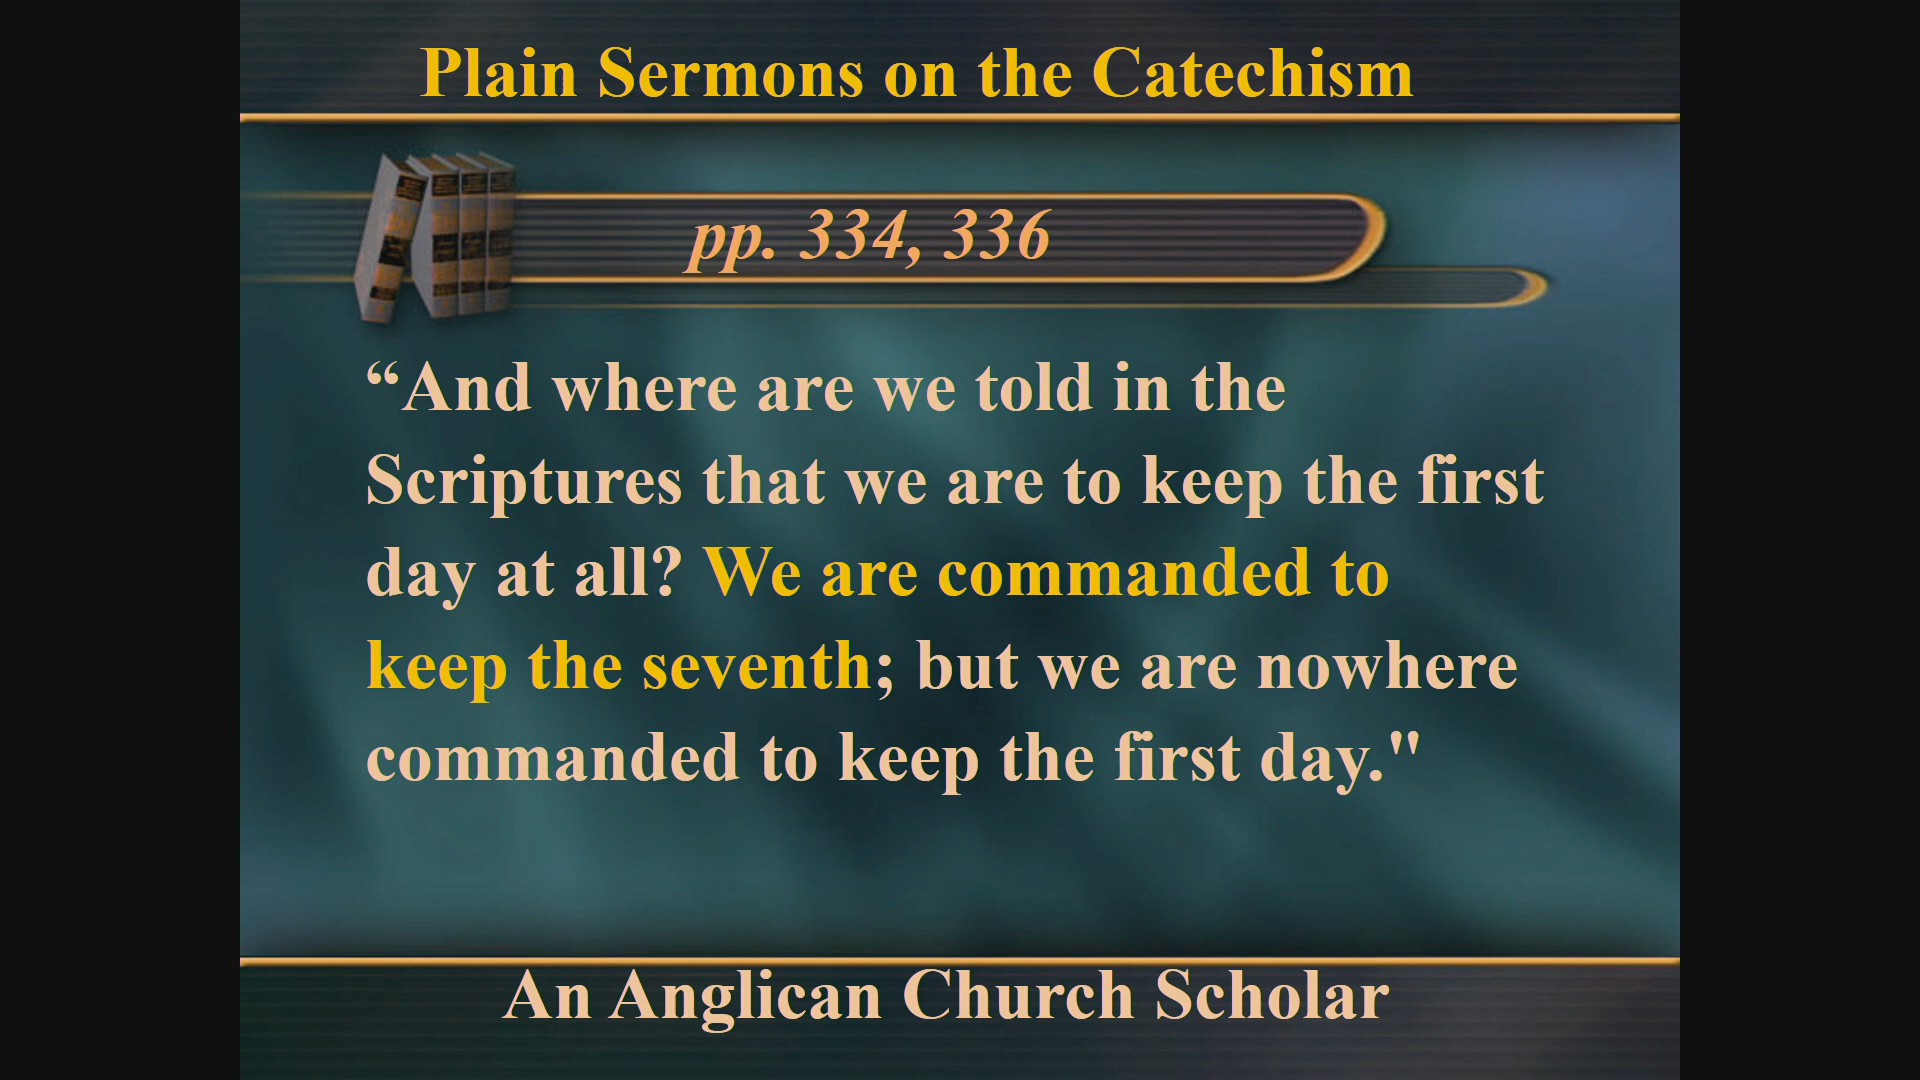 Plain Sermons on the Catechism
pp. 334, 336
“And where are we told in the
Scriptures that we are to keep the first
day at all? We are commanded to
keep the seventh; but we are nowhere
commanded to keep the first day."
An Anglican Church Scholar